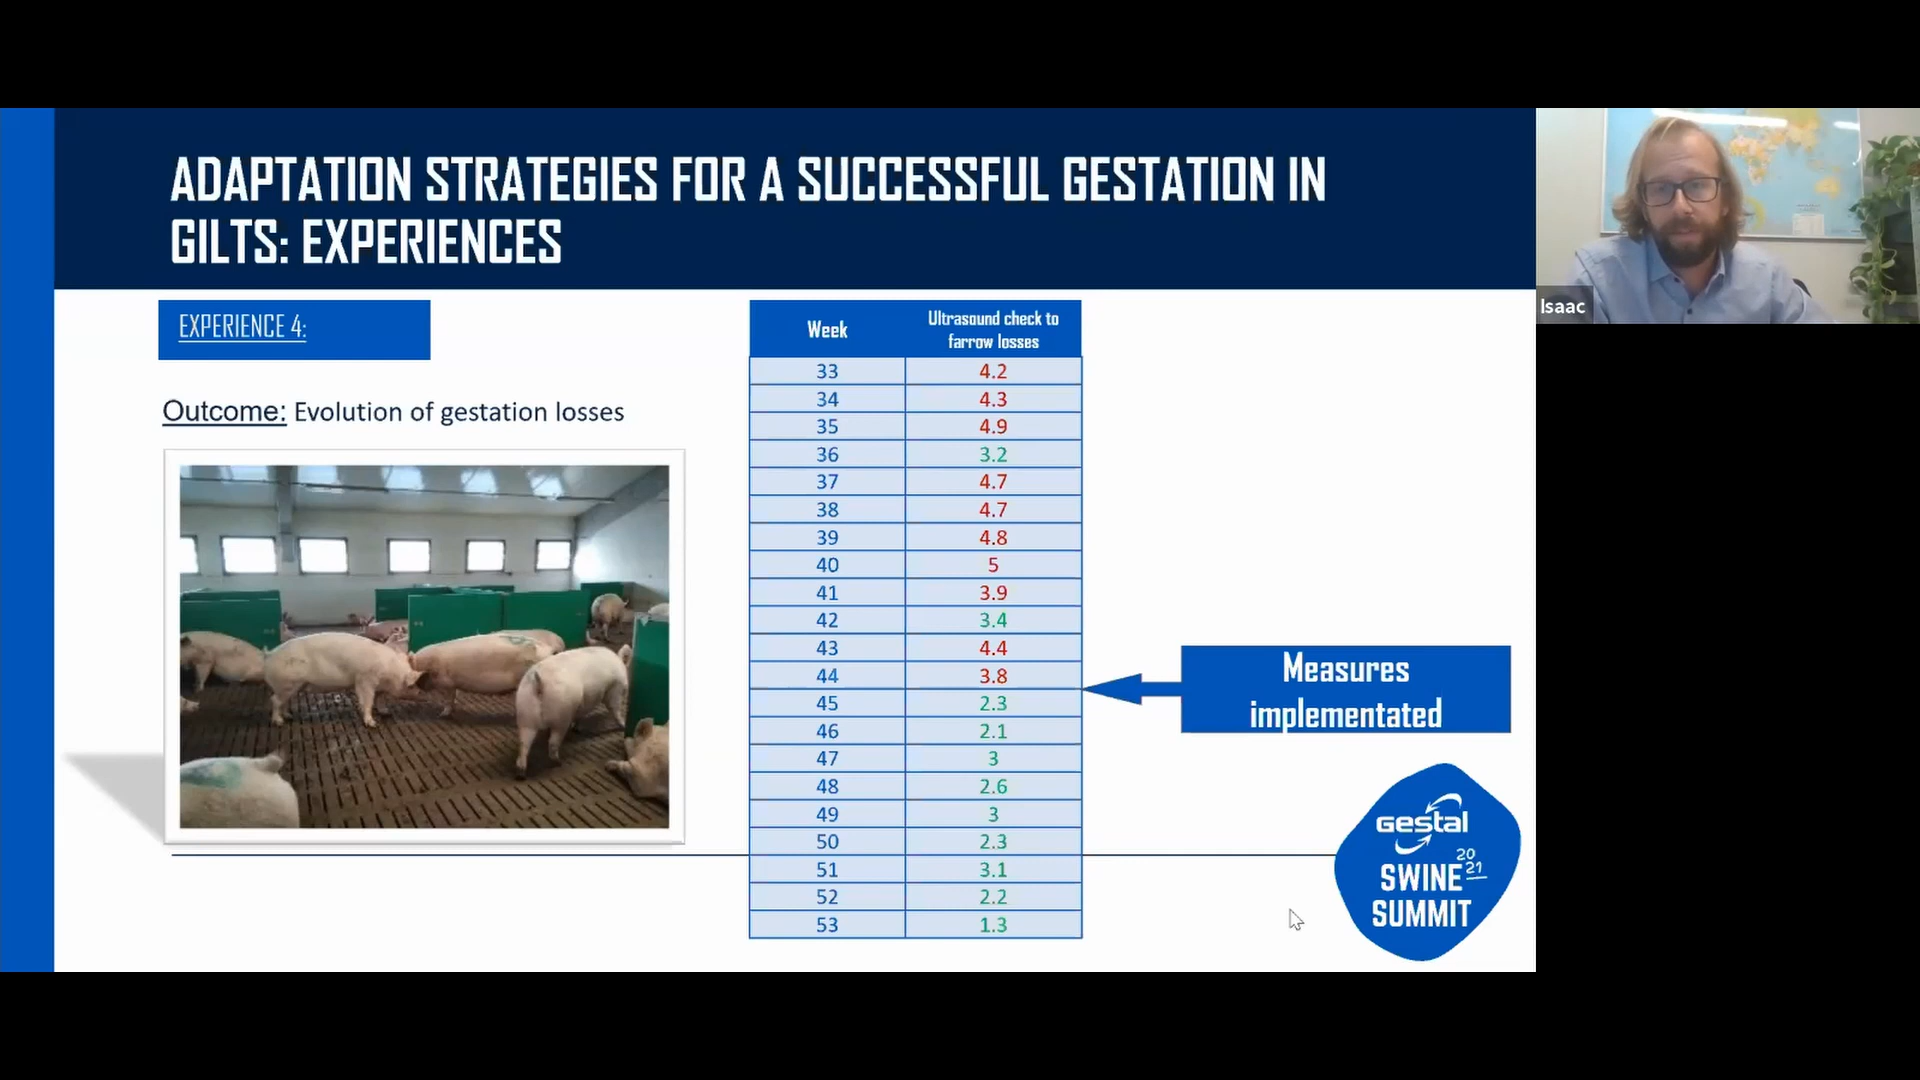 ADAPTATION STRATEGIES FOR A SUCCESSFUL GESTATION IN
GILTS: EXPERIENCES
Isaac
EXPERIENCE 4:
Outcome: Evolution of gestation losses
Week Ultrasound check to
farrow losses
33 4.2
34 4.3
35 4.9
36 3.2
37 4.7
38 4.7
39 4.8
40 5
41 3.9
42 3.4
43 4.4
44 3.8
45 2.3
46 2.1
47 3
48 2.6
49 3
50 2.3
51 3.1
52 2.2
53 1.3
Measures
implementated
Gestal
20
21
SWINE
SUMMIT